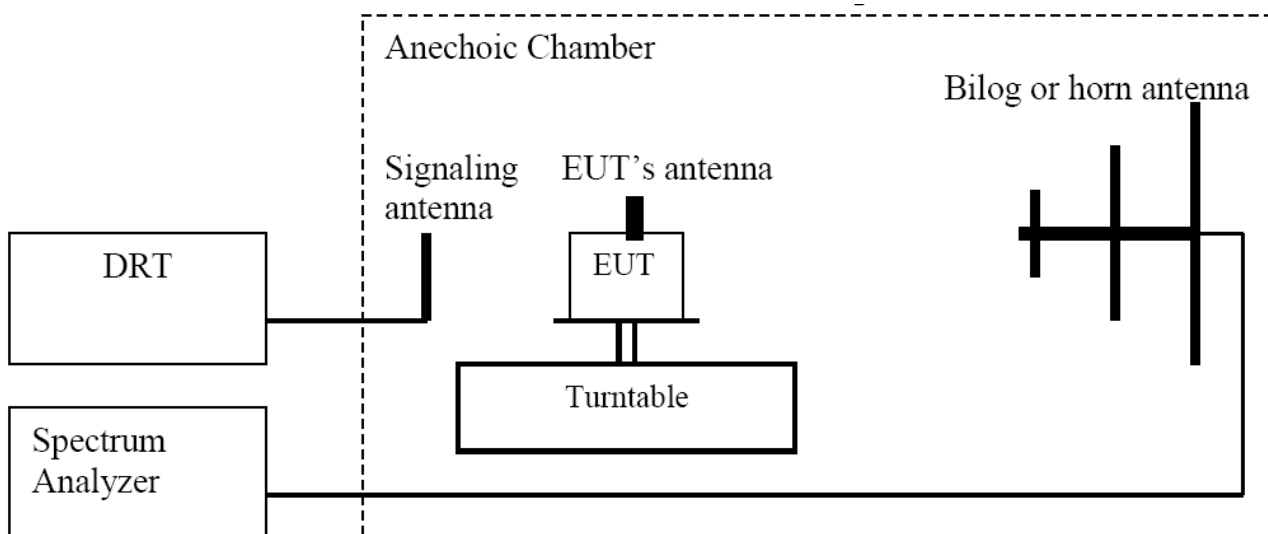 Anechoic Chamber
Bilog or horn antenna
Signaling
antenna
EUT's antenna
DRT
EUT
Turntable
Spectrum
Analyzer